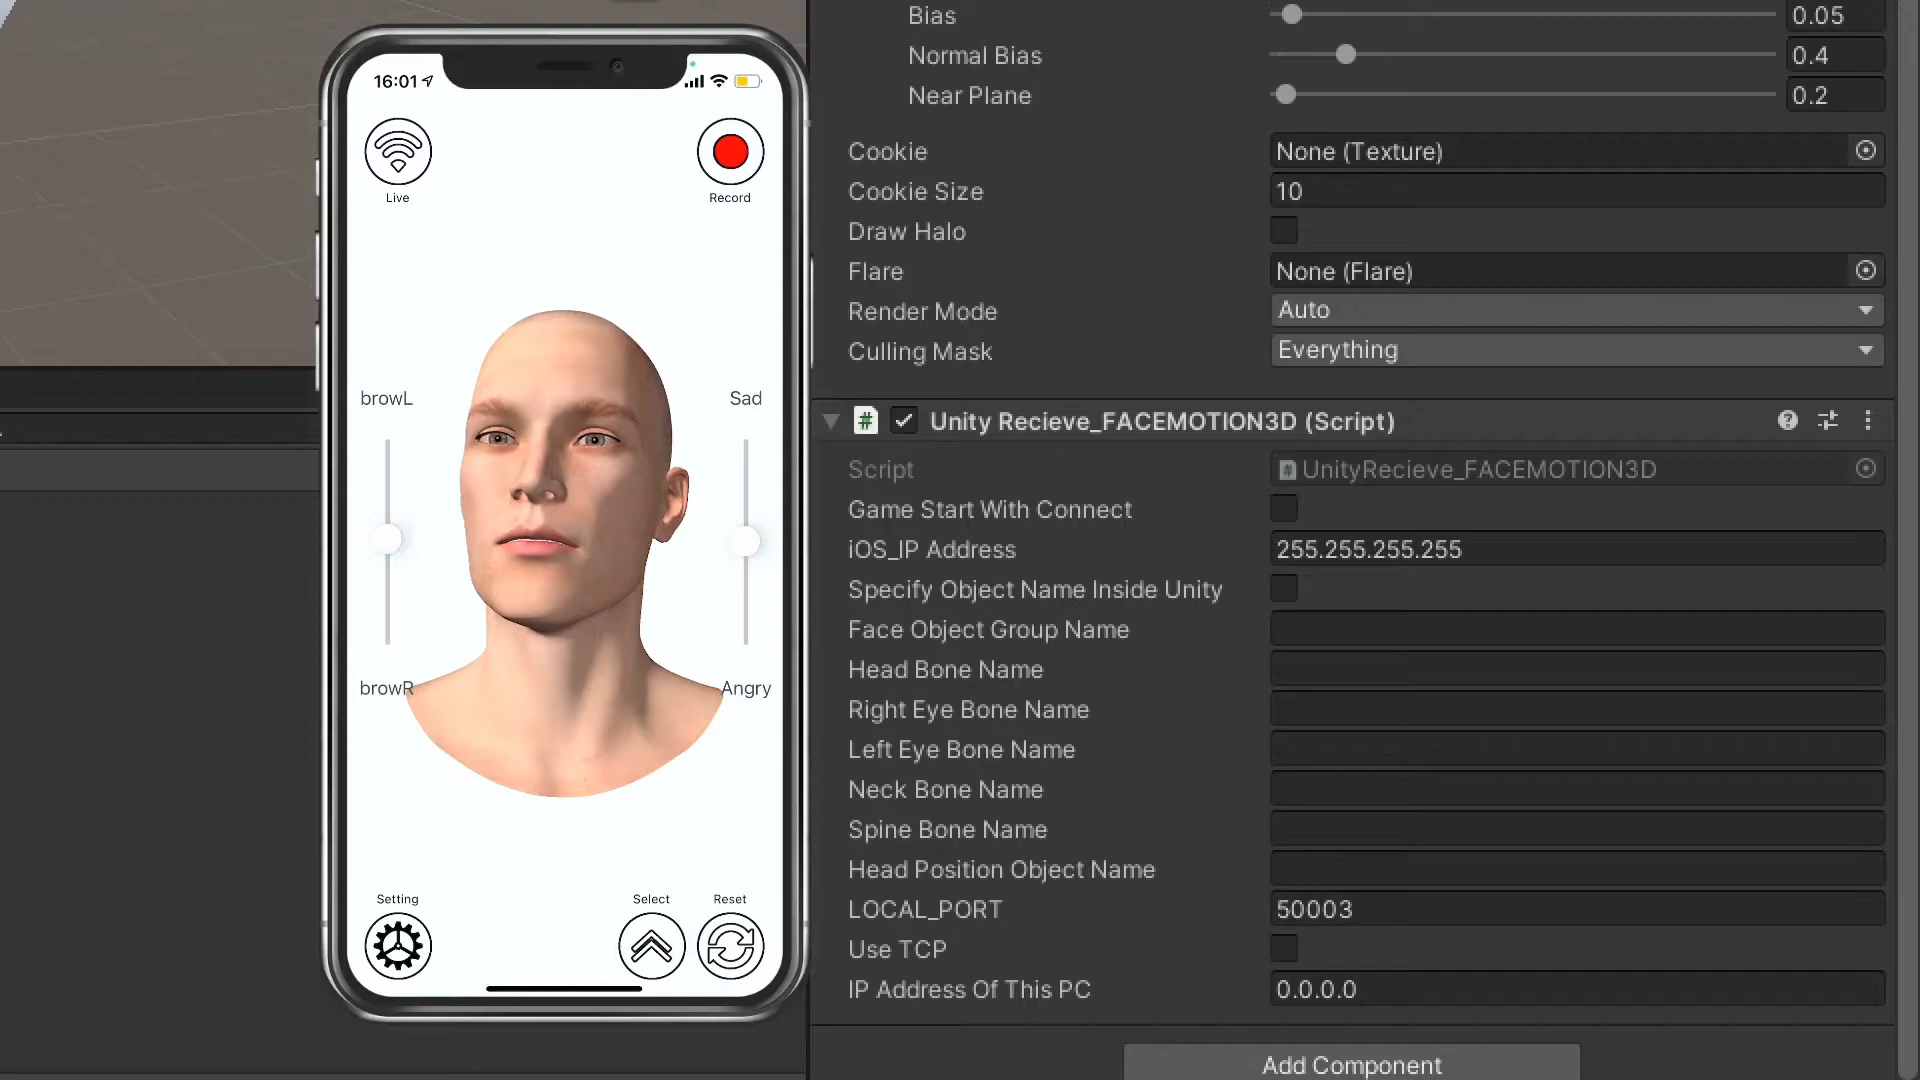 16:01
Live
Record
browL
Sad
browR
Angry
Setting
Select
Reset
Bias 0.05
Normal Bias 0.4
Near Plane 0.2
Cookie None (Texture)
Cookie Size 10
Draw Halo
Flare None (Flare)
Render Mode Auto
Culling Mask Everything
# Unity Recieve_FACEMOTION3D (Script)
Script # UnityRecieve_FACEMOTION3D
Game Start With Connect
iOS_IP Address 255.255.255.255
Specify Object Name Inside Unity
Face Object Group Name
Head Bone Name
Right Eye Bone Name
Left Eye Bone Name
Neck Bone Name
Spine Bone Name
Head Position Object Name
LOCAL_PORT 50003
Use TCP
IP Address Of This PC 0.0.0.0
Add Component